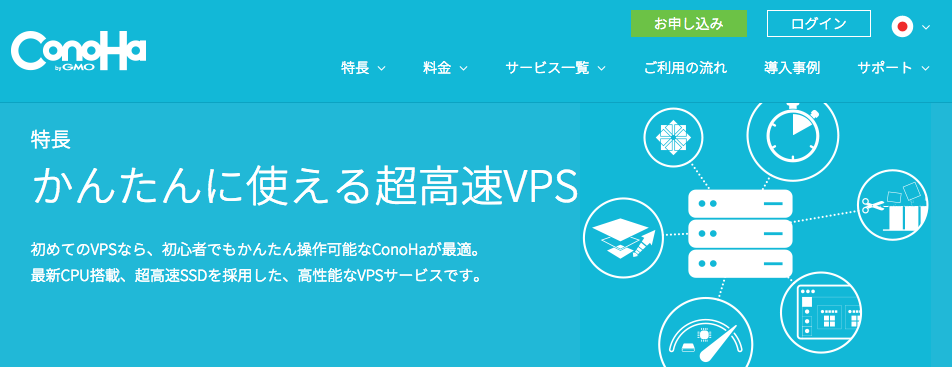 お申し込み
ログイン
ConoHa
by GMO
特長
料金
サービス一覧
ご利用の流れ
導入事例
サポート
特長
かんたんに使える超高速VPS
初めてのVPSなら、初心者でもかんたん操作可能なConoHaが最適。
最新CPU搭載、超高速SSDを採用した、高性能なVPSサービスです。